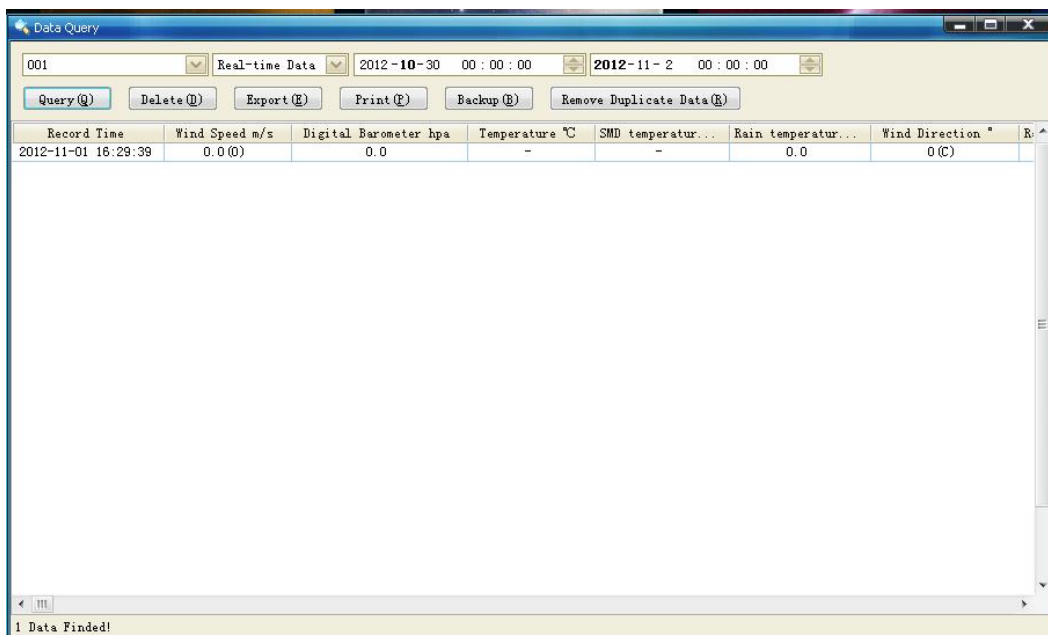 Data Query
001 Real-time Data 2012-10-30 00:00:00 2012-11-2 00:00:00
Query(Q) Delete(D) Export(E) Print(P) Backup(B) Remove Duplicate Data(R)
Record Time Wind Speed m/s Digital Barometer hpa Temperature ℃ SMD temperatur... Rain temperatur... Wind Direction °
2012-11-01 16:29:39 0.0(0) 0.0 - - 0.0 0(C)
1 Data Finded!